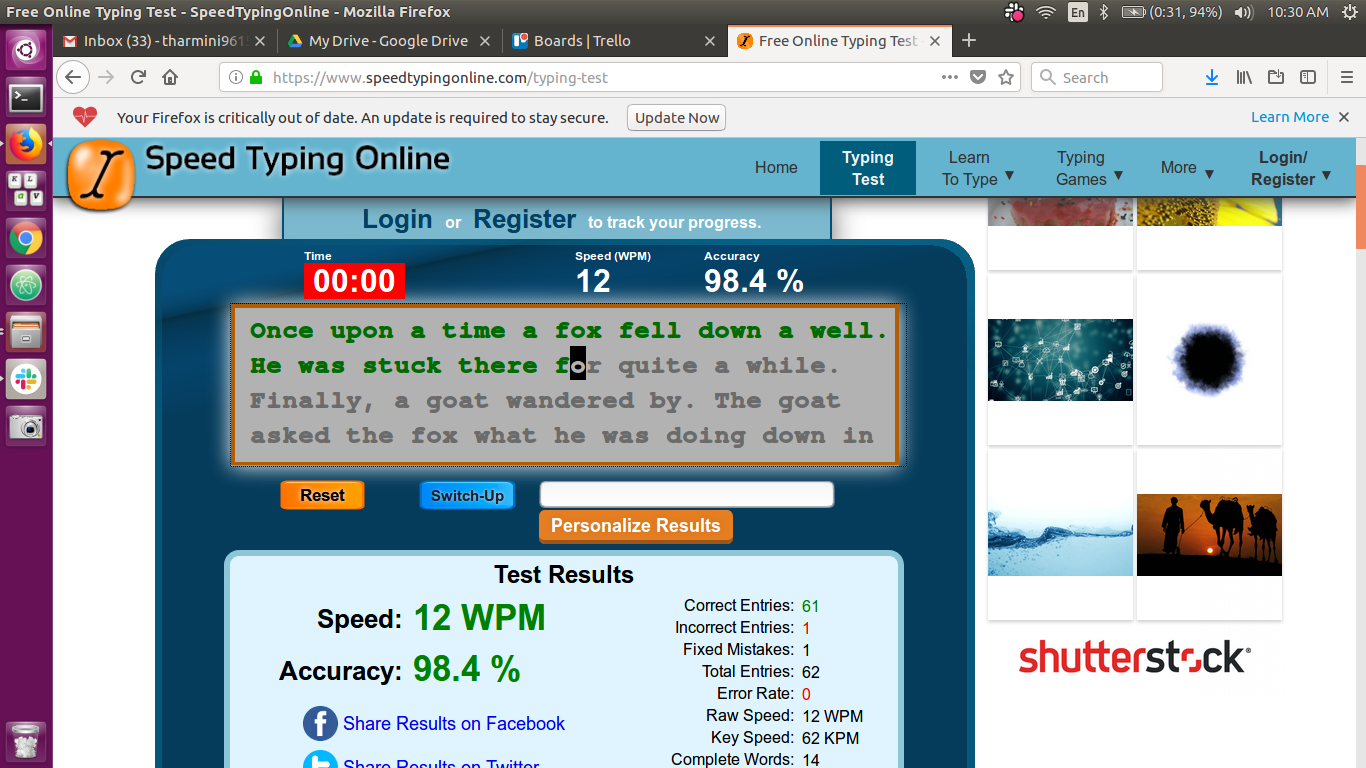 Free Online Typing Test - SpeedTypingOnline - Mozilla Firefox
En (0:31, 94%) 10:30 AM
Inbox (33) - tharmini961 My Drive - Google Drive Boards | Trello Free Online Typing Test -
https://www.speedtypingonline.com/typing-test Search
Your Firefox is critically out of date. An update is required to stay secure. Update Now Learn More
Speed Typing Online
Home Typing Test Learn To Type ▼ Typing Games ▼ More ▼ Login/ Register ▼
Login or Register to track your progress.
Time Speed (WPM) Accuracy
00:00 12 98.4 %
Once upon a time a fox fell down a well.
He was stuck there for quite a while.
Finally, a goat wandered by. The goat
asked the fox what he was doing down in
Reset Switch-Up
Personalize Results
Test Results
Speed: 12 WPM
Accuracy: 98.4 %
Share Results on Facebook
Share Results on Twitter
Correct Entries: 61
Incorrect Entries: 1
Fixed Mistakes: 1
Total Entries: 62
Error Rate: 0
Raw Speed: 12 WPM
Key Speed: 62 KPM
Complete Words: 14
shutterstock